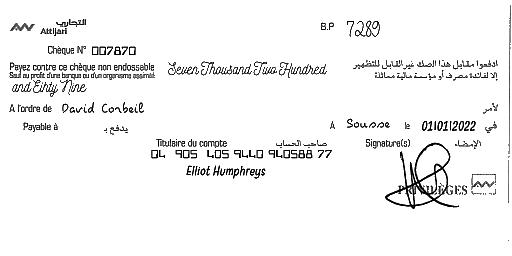 التجاري
Attijari
B.P 7289
Chèque N° 007870
Payez contre ce chèque non endossable Seven Thousand Two Hundred ادفعوا مقابل هذا الصك غير القابل للتظهير
Sauf au profit d'une banque ou d'un organisme assimilé إلا لفائدة مصرف أو مؤسسة مالية مماثلة
and Eihty Nine
A l'ordre de David Corbeil لأمر
Payable à يدفع بـ A Sousse le 01/01/2022 في
Titulaire du compte صاحب الحساب Signature(s) الإمضاء
04 905 405 9440 940588 77
Elliot Humphreys
PRIVILÈGES